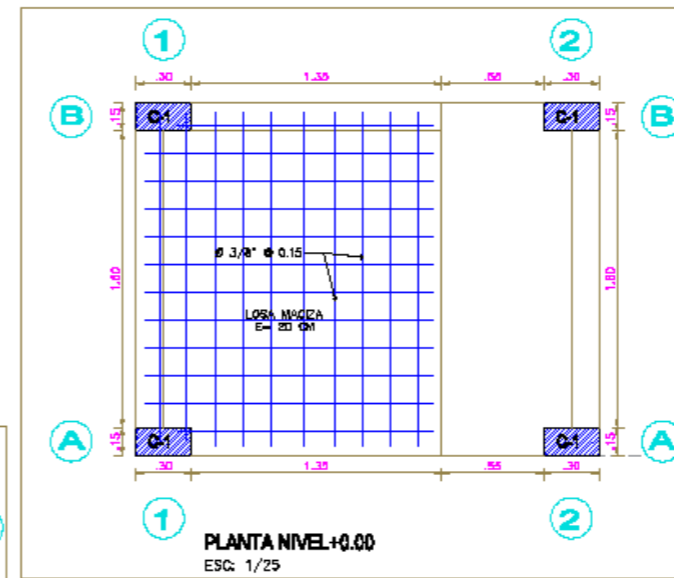 1 2
.30 1.35 .55 .30
B C-1 C-1 B
.15 .15
Ø 3/8" @ 0.15
1.60 1.60
LOSA MACIZA
E= 20 CM
.15 .15
A C-1 C-1 A
.30 1.35 .55 .30
1 2
PLANTA NIVEL+0.00
ESC: 1/25